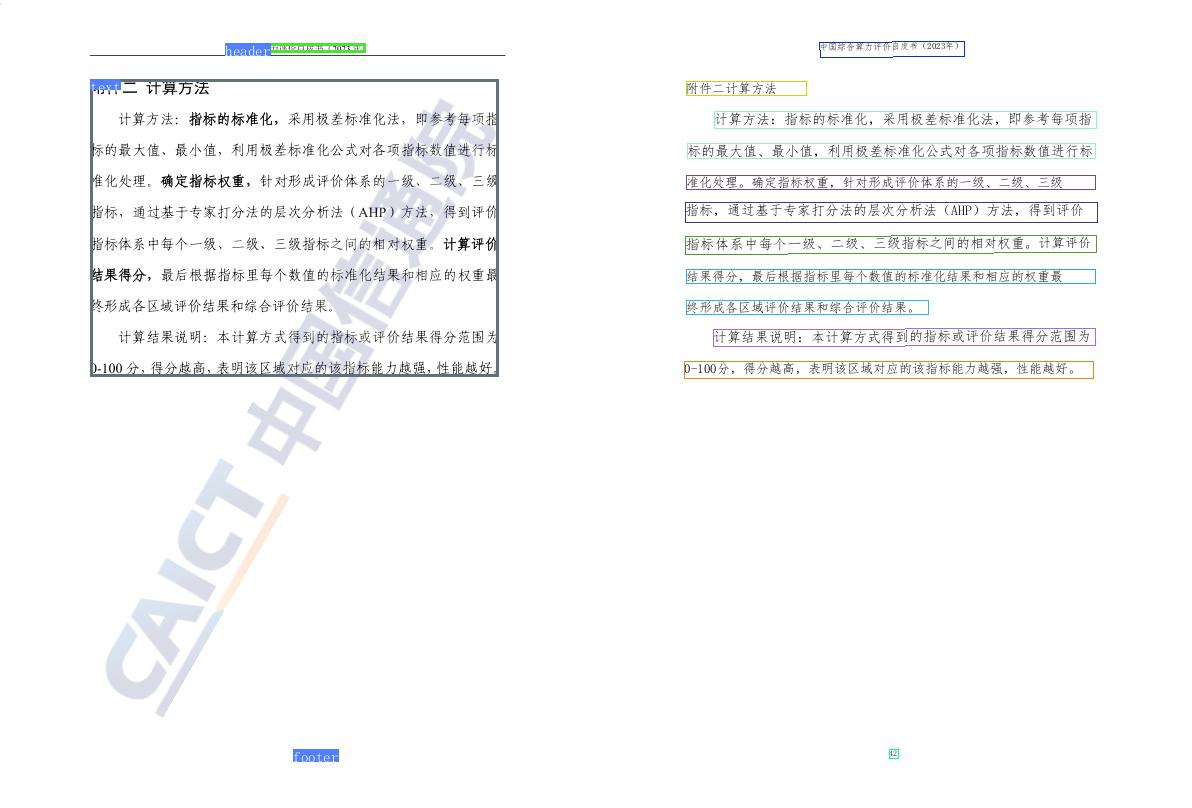 header
text
二 计算方法
计算方法：指标的标准化，采用极差标准化法，即参考每项指
标的最大值、最小值，利用极差标准化公式对各项指标数值进行标
准化处理。确定指标权重，针对形成评价体系的一级、二级、三级
指标，通过基于专家打分法的层次分析法（AHP）方法，得到评价
指标体系中每个一级、二级、三级指标之间的相对权重。计算评价
结果得分，最后根据指标里每个数值的标准化结果和相应的权重最
终形成各区域评价结果和综合评价结果。
计算结果说明：本计算方式得到的指标或评价结果得分范围为
0-100 分，得分越高，表明该区域对应的该指标能力越强，性能越好。
CAICT 中国信通院
footer
中国综合算力评价白皮书（2023年）
附件二计算方法
计算方法：指标的标准化，采用极差标准化法，即参考每项指
标的最大值、最小值，利用极差标准化公式对各项指标数值进行标
准化处理。确定指标权重，针对形成评价体系的一级、二级、三级
指标，通过基于专家打分法的层次分析法（AHP）方法，得到评价
指标体系中每个一级、二级、三级指标之间的相对权重。计算评价
结果得分，最后根据指标里每个数值的标准化结果和相应的权重最
终形成各区域评价结果和综合评价结果。
计算结果说明：本计算方式得到的指标或评价结果得分范围为
0-100分，得分越高，表明该区域对应的该指标能力越强，性能越好。
42